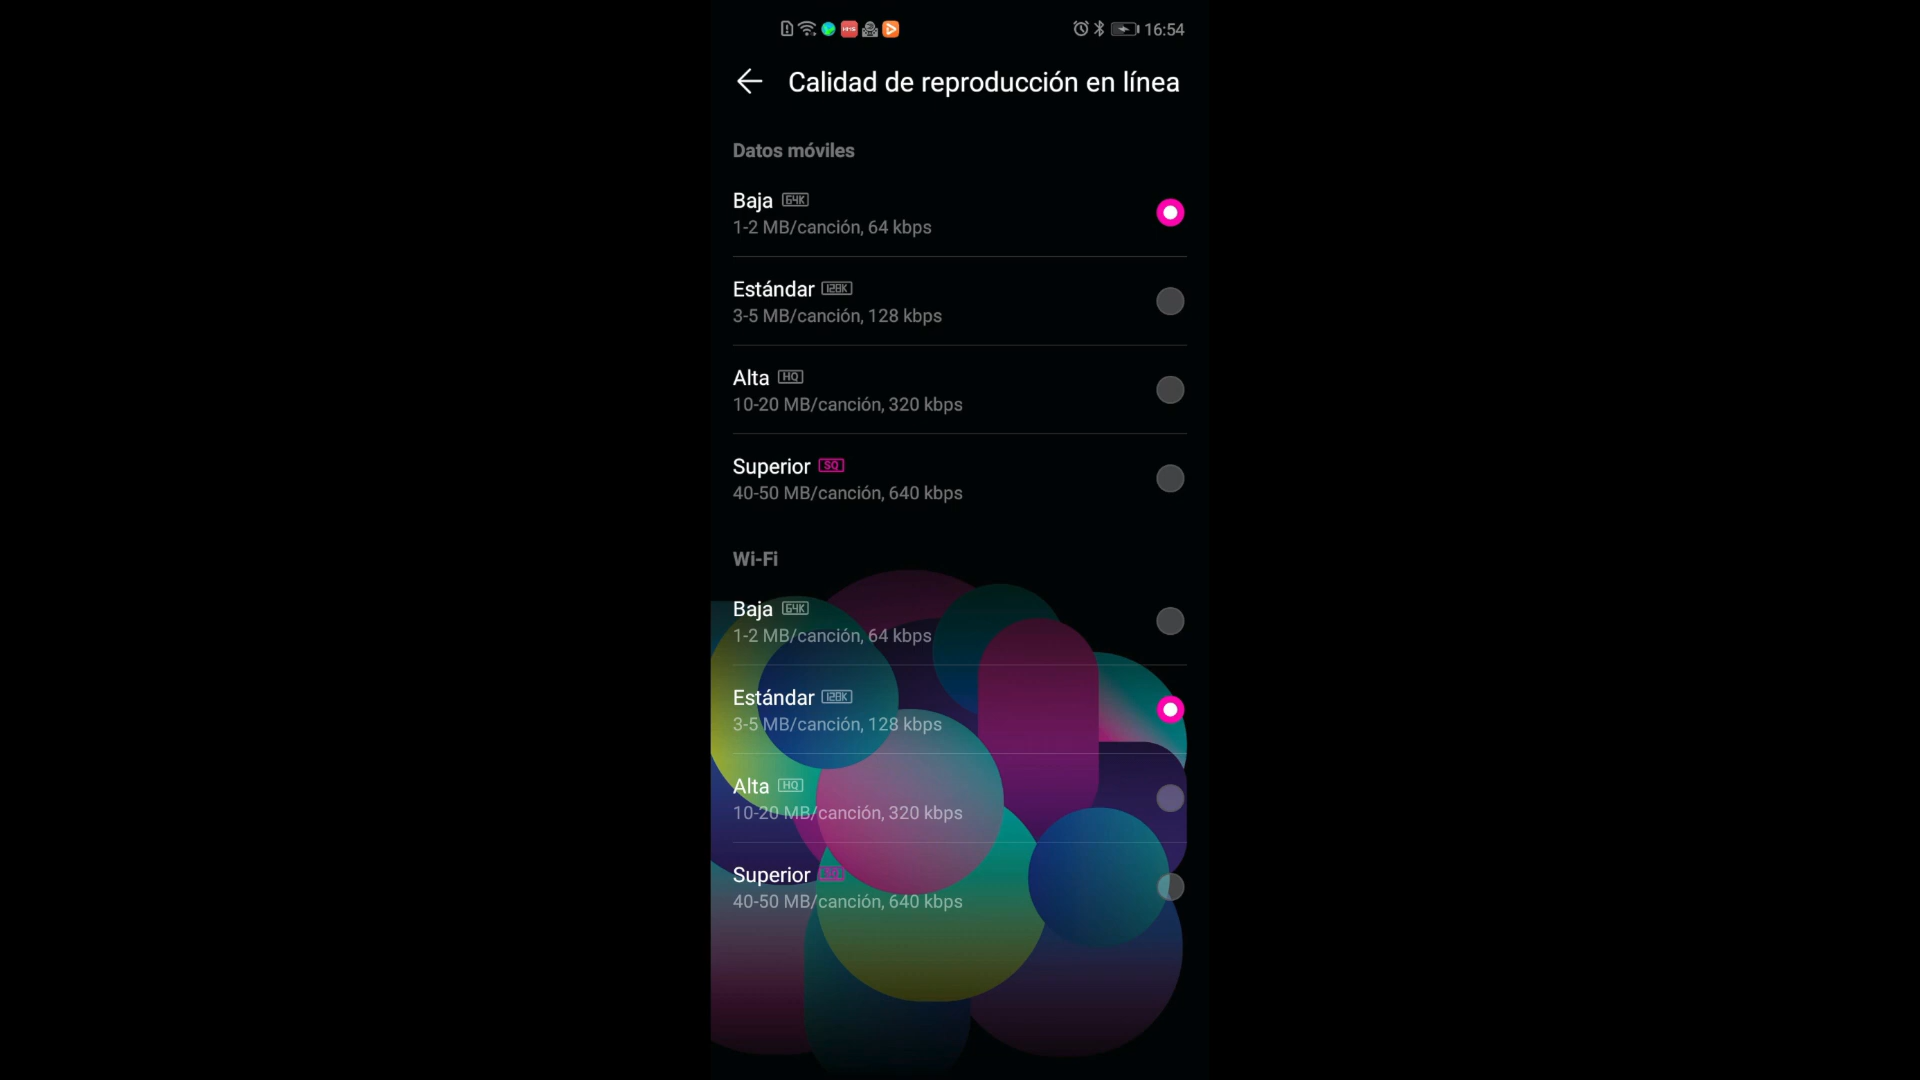 16:54
Calidad de reproducción en línea
Datos móviles
Baja 64K
1-2 MB/canción, 64 kbps
Estándar 128K
3-5 MB/canción, 128 kbps
Alta HQ
10-20 MB/canción, 320 kbps
Superior SQ
40-50 MB/canción, 640 kbps
Wi-Fi
Baja 64K
1-2 MB/canción, 64 kbps
Estándar 128K
3-5 MB/canción, 128 kbps
Alta HQ
10-20 MB/canción, 320 kbps
Superior SQ
40-50 MB/canción, 640 kbps